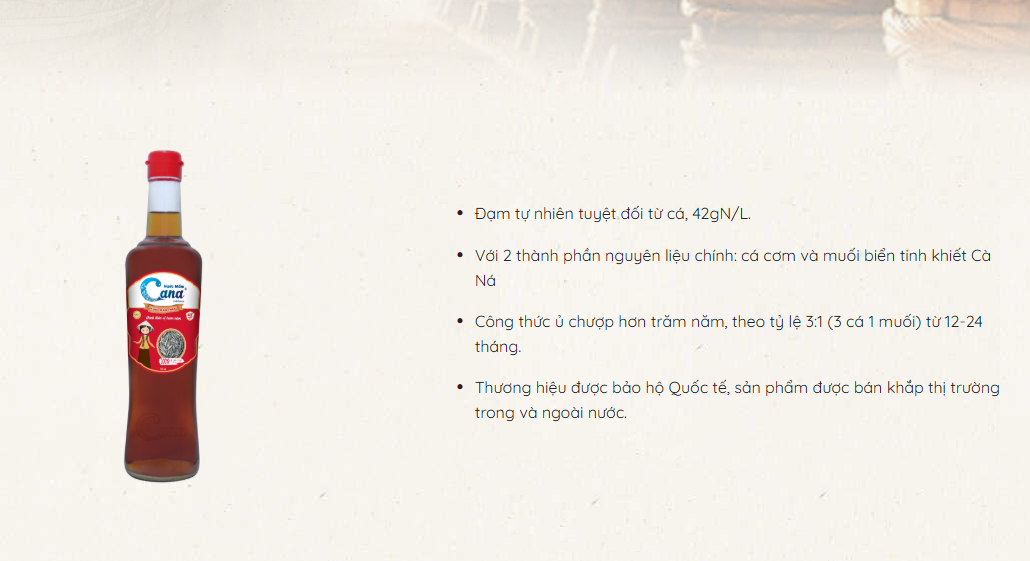 Nước Mắm
Cana
Đạm tự nhiên tuyệt đối từ cá, 42gN/L.
Với 2 thành phần nguyên liệu chính: cá cơm và muối biển tinh khiết Cà
Ná
Công thức ủ chượp hơn trăm năm, theo tỷ lệ 3:1 (3 cá 1 muối) từ 12-24
tháng.
Thương hiệu được bảo hộ Quốc tế, sản phẩm được bán khắp thị trường
trong và ngoài nước.